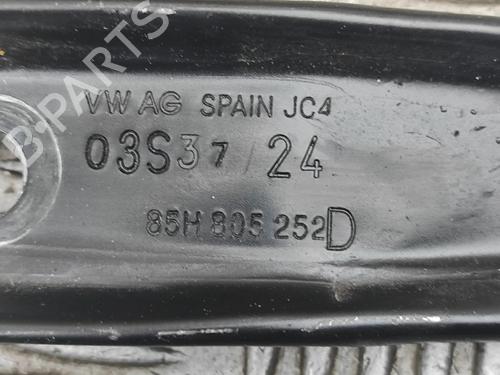 VW AG SPAIN JC4
03S37 / 24
85H 805 252D
B-PARTS